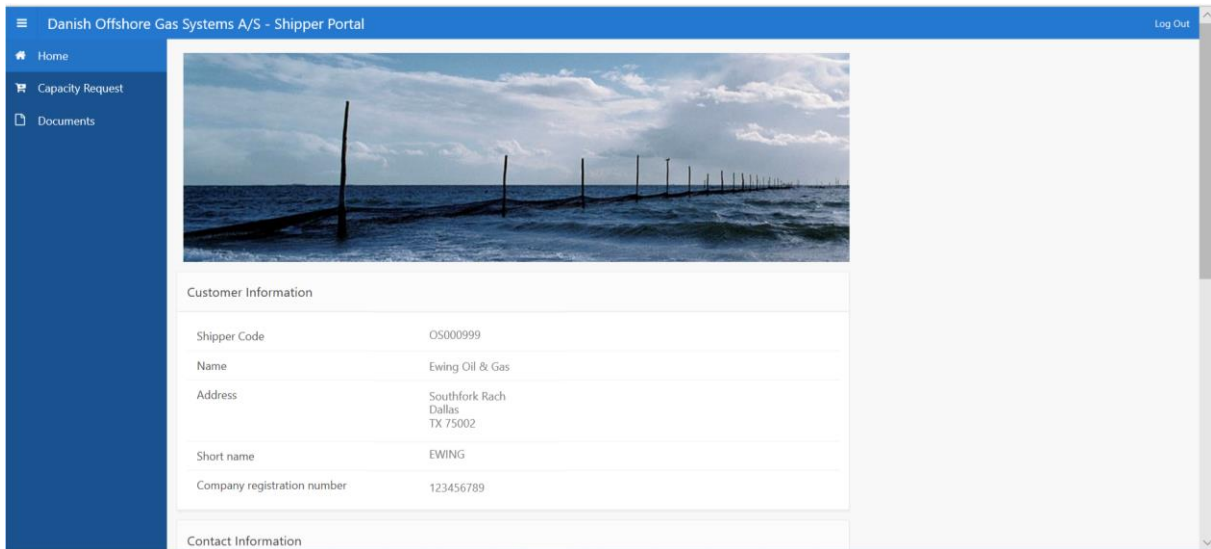 Danish Offshore Gas Systems A/S - Shipper Portal
Log Out
Home
Capacity Request
Documents
Customer Information
Shipper Code OS000999
Name Ewing Oil & Gas
Address Southfork Rach
Dallas
TX 75002
Short name EWING
Company registration number 123456789
Contact Information